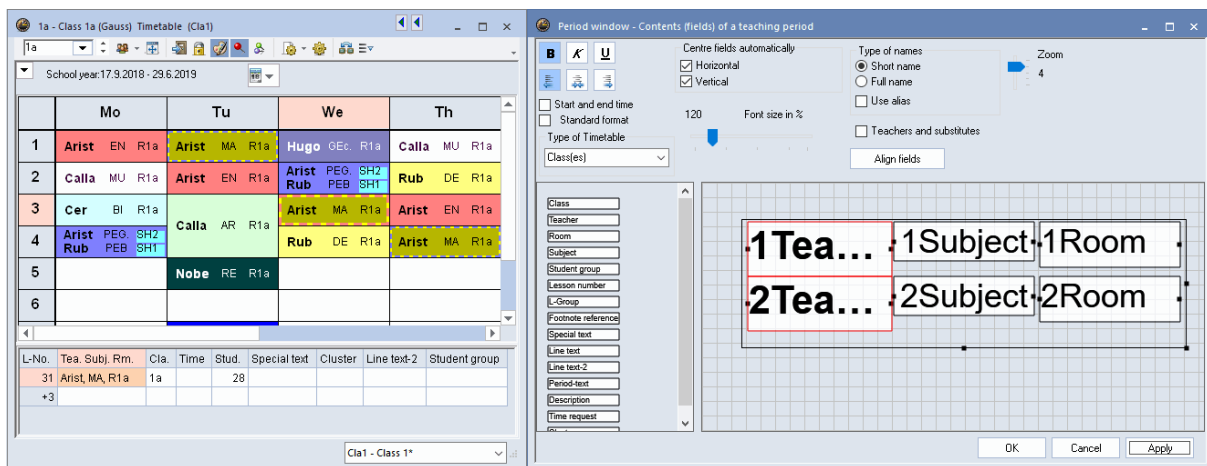 1a - Class 1a (Gauss) Timetable (Cla1)
1a
School year:17.9.2018 - 29.6.2019
Mo Tu We Th
1 Arist EN R1a Arist MA R1a Hugo GEc. R1a Calla MU R1a
2 Calla MU R1a Arist EN R1a Arist PEG. SH2 Rub DE R1a
Rub PEB SH1
3 Cer BI R1a Calla AR R1a Arist MA R1a Arist EN R1a
4 Arist PEG. SH2 Rub DE R1a Arist MA R1a
Rub PEB SH1
5 Nobe RE R1a
6
L-No. Tea. Subj. Rm. Cla. Time Stud. Special text Cluster Line text-2 Student group
31 Arist, MA, R1a 1a 28
+3
Cla1 - Class 1*
Period window - Contents (fields) of a teaching period
B K U
Start and end time
Standard format
Type of Timetable
Class(es)
Centre fields automatically
Horizontal
Vertical
120 Font size in %
Type of names
Short name
Full name
Use alias
Teachers and substitutes
Align fields
Zoom
4
Class
Teacher
Room
Subject
Student group
Lesson number
L-Group
Footnote reference
Special text
Line text
Line text-2
Period-text
Description
Time request
1Tea... 1Subject 1Room
2Tea... 2Subject 2Room
OK Cancel Apply